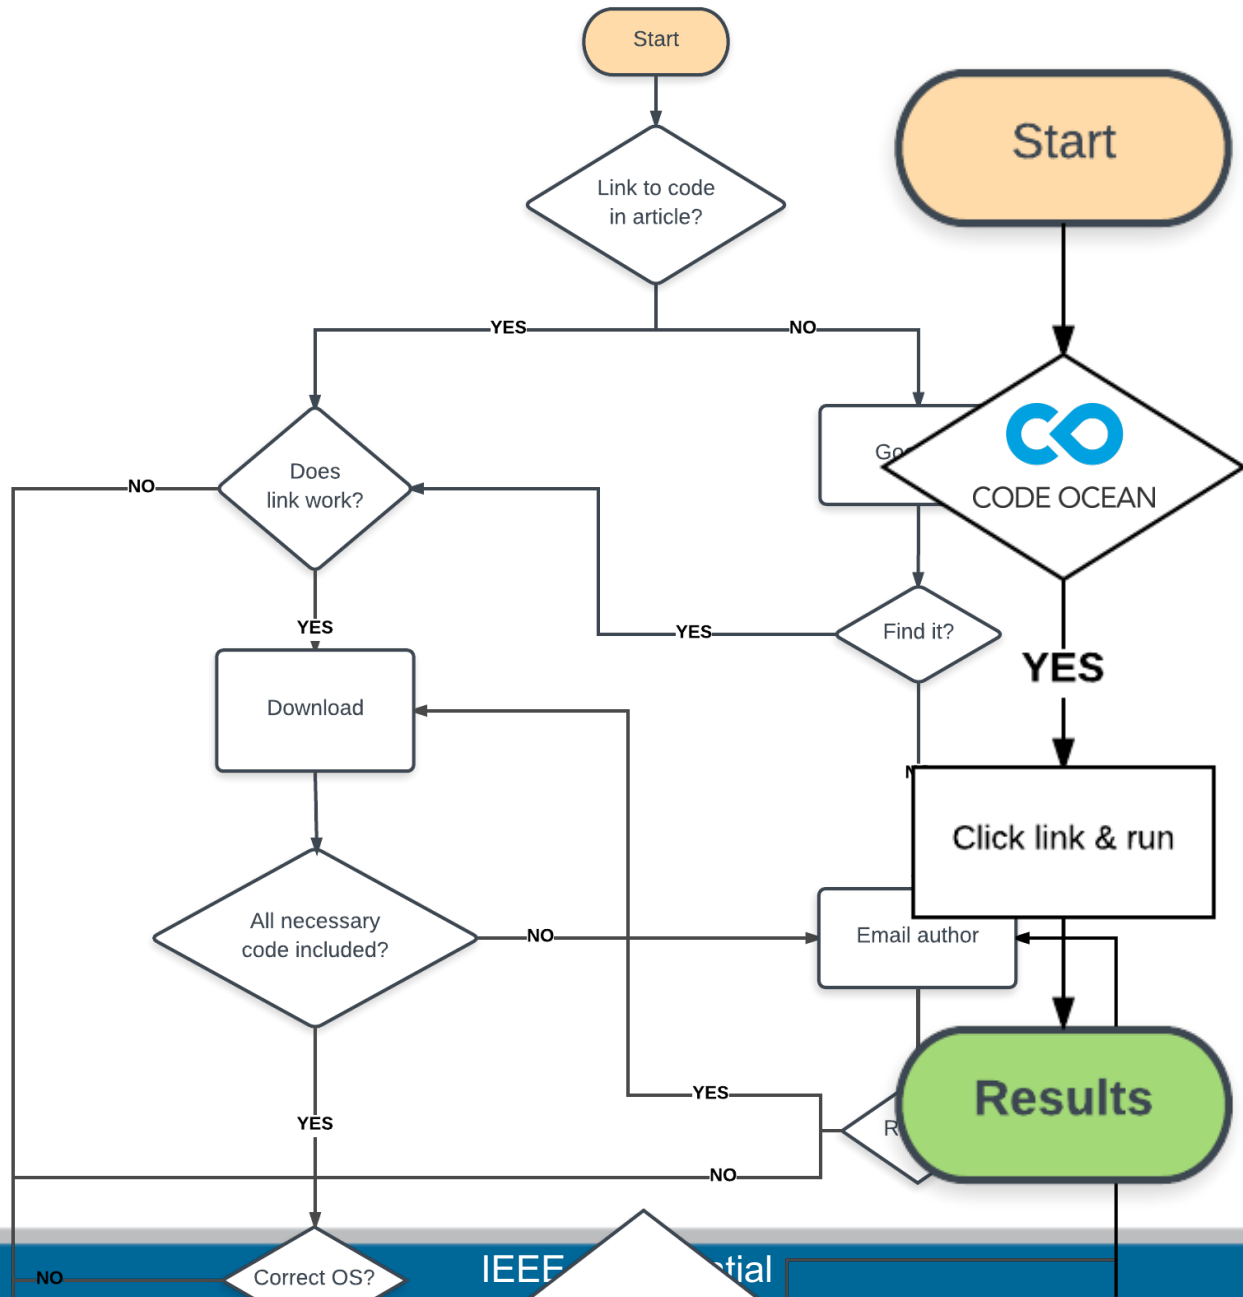 Start
Start
Link to code
in article?
YES
NO
CODE OCEAN
Does
link work?
NO
YES
Find it?
YES
YES
Download
Click link & run
All necessary
code included?
NO
Email author
YES
Results
YES
NO
IEEE
Correct OS?
NO